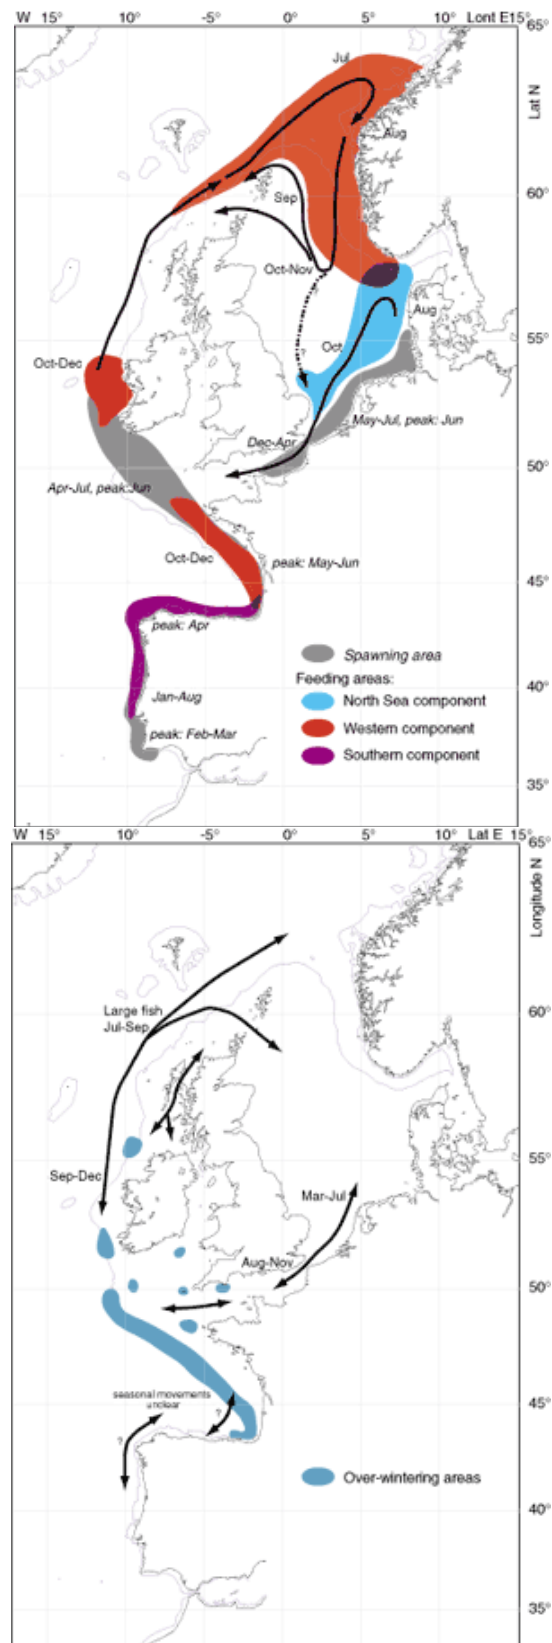 W 15° 10° -5° 0° 5° 10° Lont E15°
65°
Jul
Lat N
Aug
60°
Sep
Oct-Nov
Aug
55°
Oct
Oct-Dec
May-Jul, peak: Jun
Dec-Apr
50°
Apr-Jul, peak:Jun
Oct-Dec
peak: May-Jun
45°
peak: Apr
Spawning area
Feeding areas:
40°
Jan-Aug
North Sea component
peak: Feb-Mar
Western component
Southern component
35°
W 15° 10° -5° 0° 5° 10° Lat E 15°
65°
Longitude N
Large fish
Jul-Sep
60°
55°
Sep-Dec
Mar-Jul
Aug-Nov
50°
seasonal movements
unclear
?
45°
?
Over-wintering areas
40°
35°